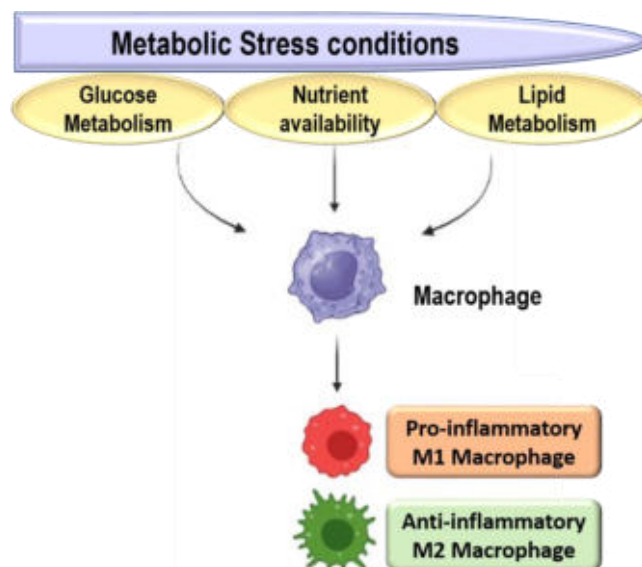 Metabolic Stress conditions
Glucose Metabolism
Nutrient availability
Lipid Metabolism
Macrophage
Pro-inflammatory
M1 Macrophage
Anti-inflammatory
M2 Macrophage